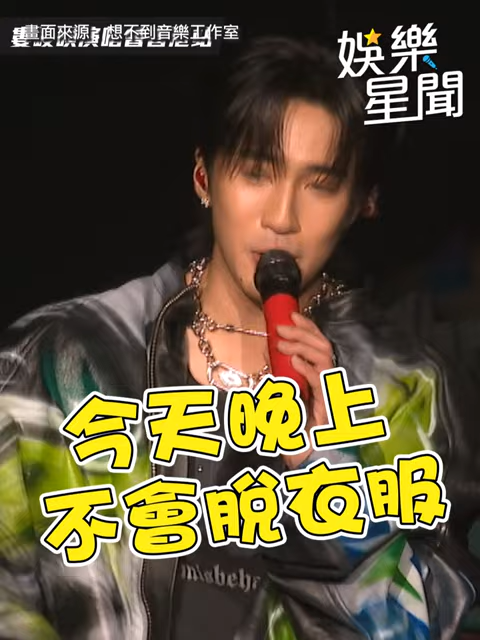 畫面來源：想不到音樂工作室
娛樂
星聞
今天晚上
不會脫衣服